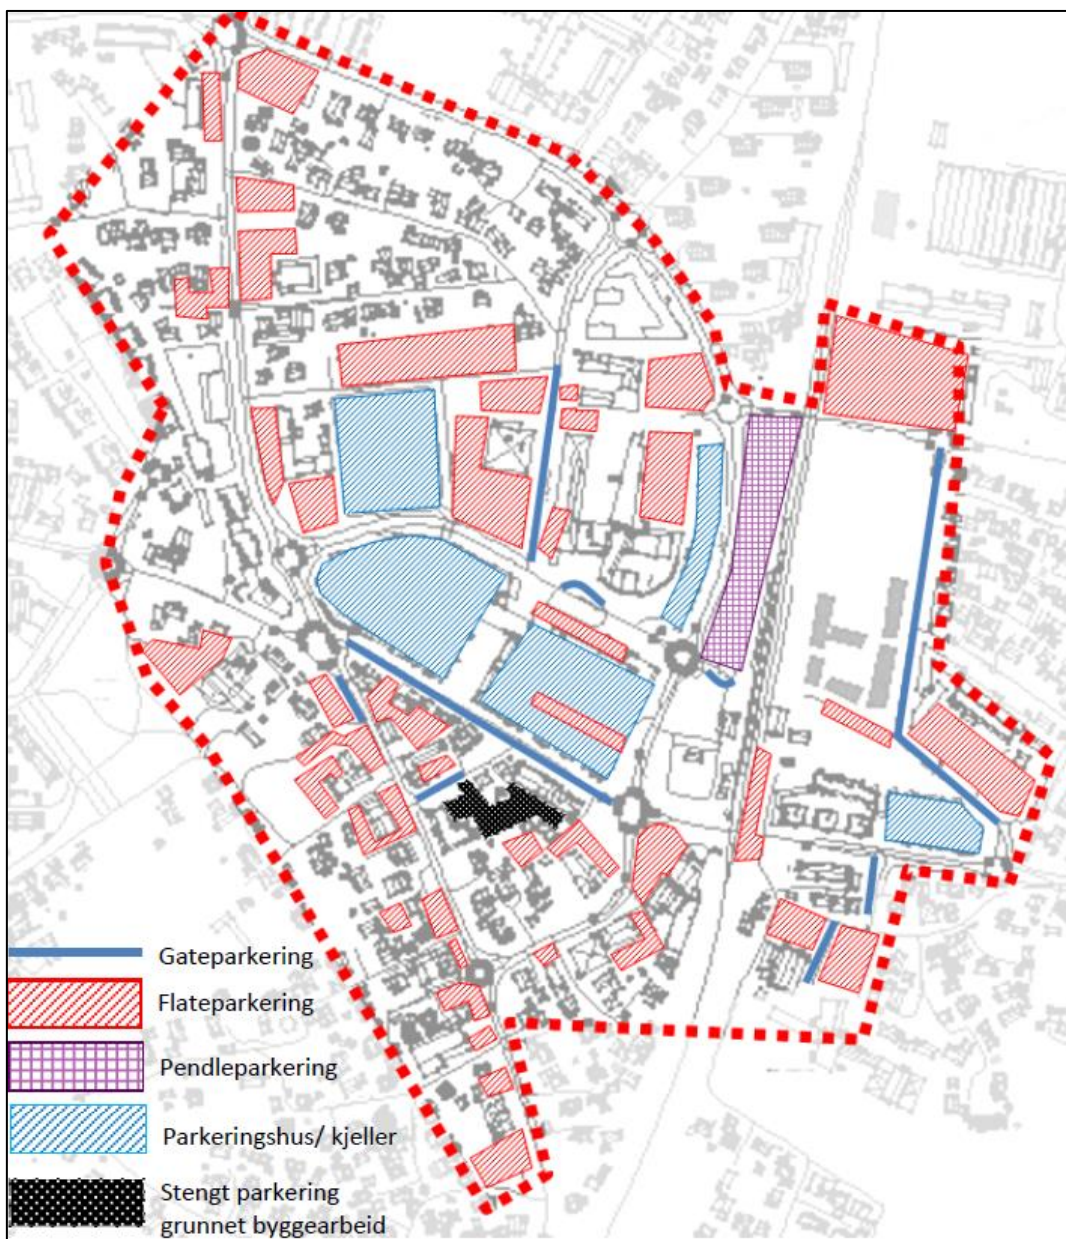 Gateparkering
Flateparkering
Pendleparkering
Parkeringshus/ kjeller
Stengt parkering
grunnet byggearbeid